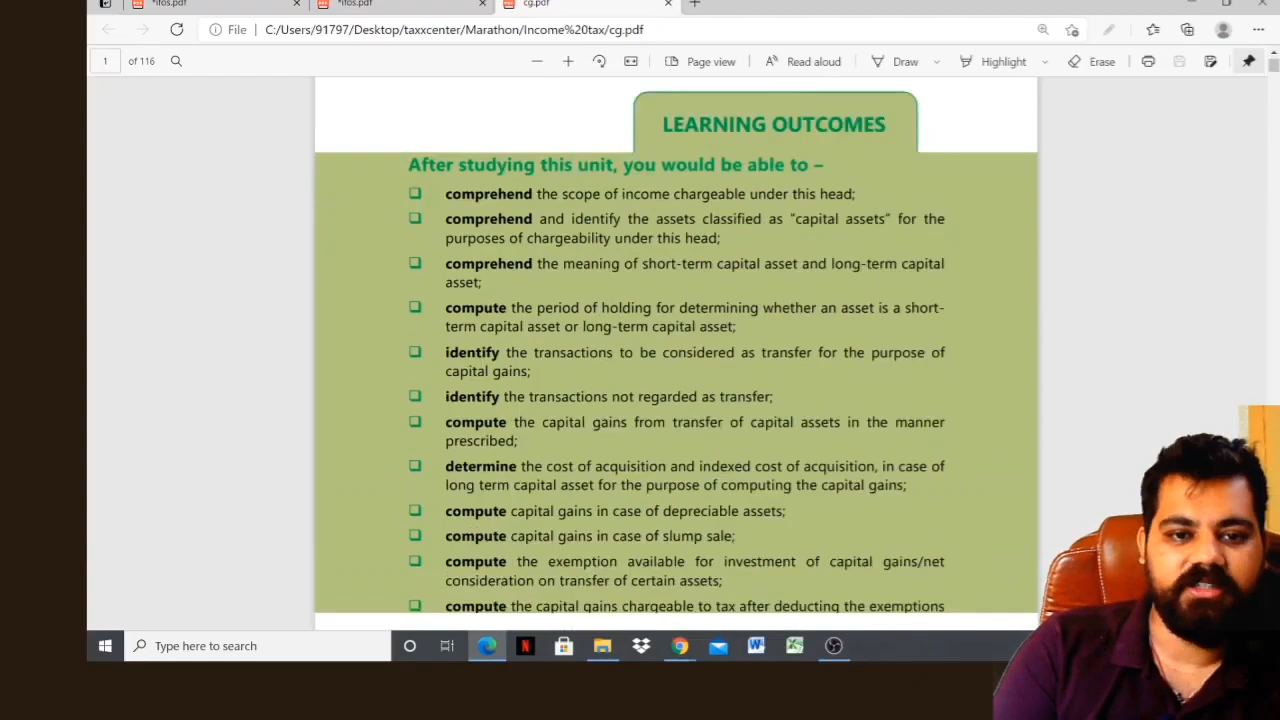 *ifos.pdf
*ifos.pdf
cg.pdf
File C:/Users/91797/Desktop/taxxcenter/Marathon/Income%20tax/cg.pdf
1 of 116
Page view
Read aloud
Draw
Highlight
Erase
LEARNING OUTCOMES
After studying this unit, you would be able to –
comprehend the scope of income chargeable under this head;
comprehend and identify the assets classified as “capital assets” for the
purposes of chargeability under this head;
comprehend the meaning of short-term capital asset and long-term capital
asset;
compute the period of holding for determining whether an asset is a short-
term capital asset or long-term capital asset;
identify the transactions to be considered as transfer for the purpose of
capital gains;
identify the transactions not regarded as transfer;
compute the capital gains from transfer of capital assets in the manner
prescribed;
determine the cost of acquisition and indexed cost of acquisition, in case of
long term capital asset for the purpose of computing the capital gains;
compute capital gains in case of depreciable assets;
compute capital gains in case of slump sale;
compute the exemption available for investment of capital gains/net
consideration on transfer of certain assets;
compute the capital gains chargeable to tax after deducting the exemptions
Type here to search